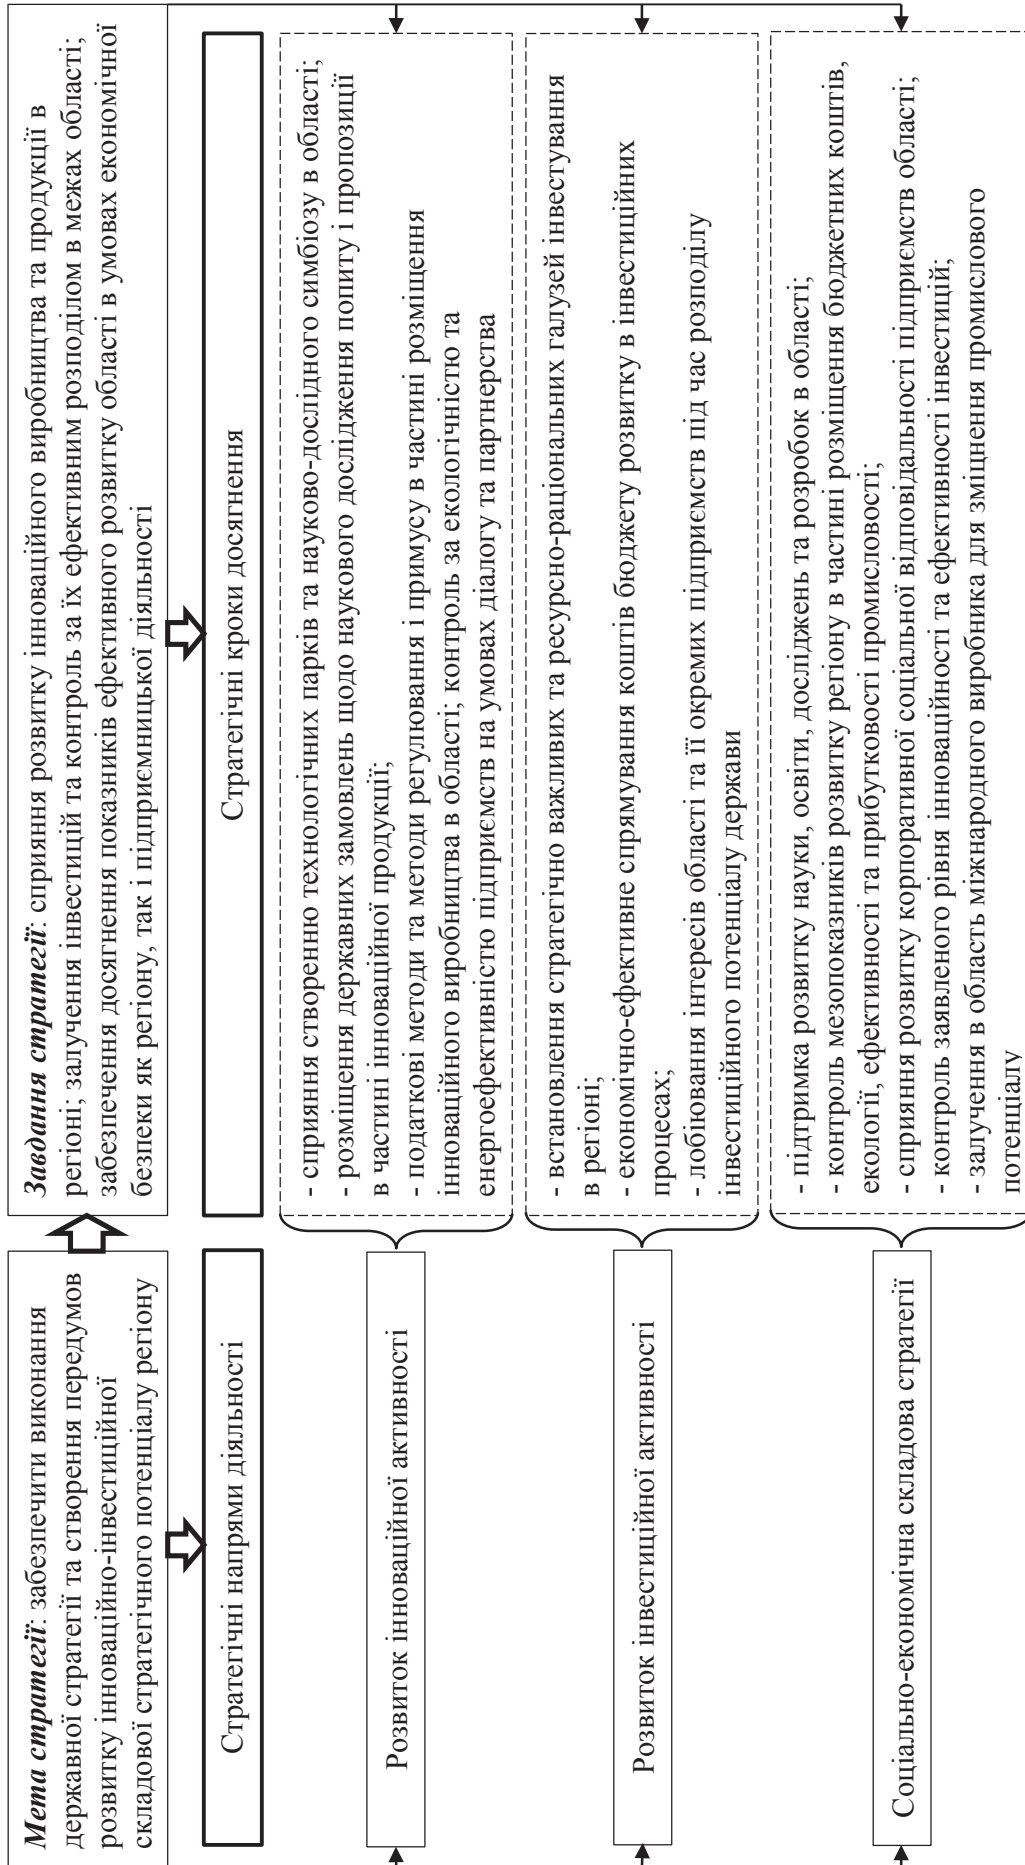 Мета стратегії: забезпечити виконання
державної стратегії та створення передумов
розвитку інноваційно-інвестиційної
складової стратегічного потенціалу регіону
Завдання стратегії: сприяння розвитку інноваційного виробництва та продукції в
регіоні; залучення інвестицій та контроль за їх ефективним розподілом в межах області;
забезпечення досягнення показників ефективного розвитку області в умовах економічної
безпеки як регіону, так і підприємницької діяльності
Стратегічні напрями діяльності
Стратегічні кроки досягнення
Розвиток інноваційної активності
- сприяння створенню технологічних парків та науково-дослідного симбіозу в області;
- розміщення державних замовлень щодо наукового дослідження попиту і пропозиції
в частині інноваційної продукції;
- податкові методи та методи регулювання і примусу в частині розміщення
інноваційного виробництва в області; контроль за екологічністю та
енергоефективністю підприємств на умовах діалогу та партнерства
Розвиток інвестиційної активності
- встановлення стратегічно важливих та ресурсно-раціональних галузей інвестування
в регіоні;
- економічно-ефективне спрямування коштів бюджету розвитку в інвестиційних
процесах;
- лобіювання інтересів області та її окремих підприємств під час розподілу
інвестиційного потенціалу держави
Соціально-економічна складова стратегії
- підтримка розвитку науки, освіти, досліджень та розробок в області;
- контроль мезопоказників розвитку регіону в частині розміщення бюджетних коштів,
екології, ефективності та прибутковості промисловості;
- сприяння розвитку корпоративної соціальної відповідальності підприємств області;
- контроль заявленого рівня інноваційності та ефективності інвестицій;
- залучення в область міжнародного виробника для зміцнення промислового
потенціалу